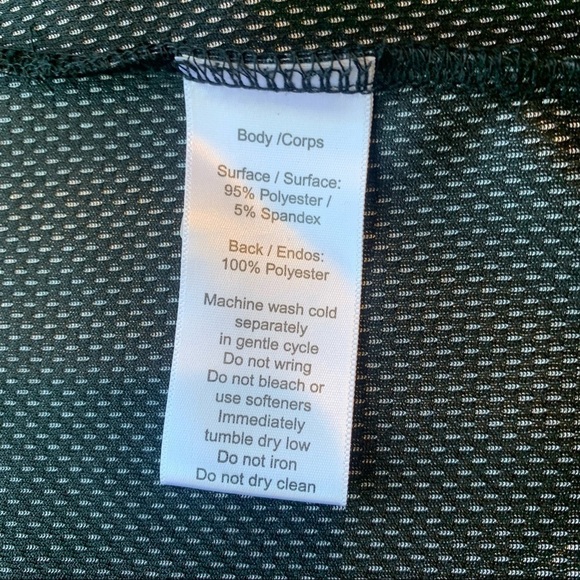 Body /Corps
Surface / Surface:
95% Polyester /
5% Spandex
Back / Endos:
100% Polyester
Machine wash cold
separately
in gentle cycle
Do not wring
Do not bleach or
use softeners
Immediately
tumble dry low
Do not iron
Do not dry clean